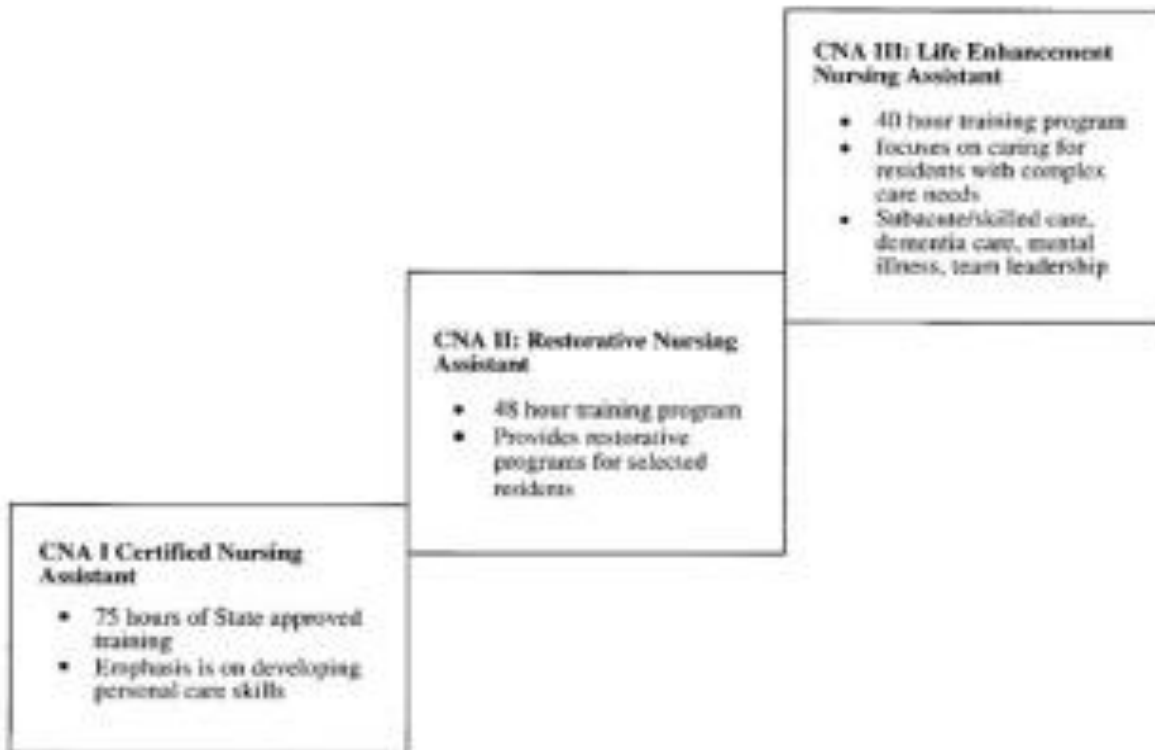 CNA III: Life Enhancement
Nursing Assistant
• 40 hour training program
• focuses on caring for
residents with complex
care needs
• Subacute/skilled care,
dementia care, mental
illness, team leadership
CNA II: Restorative Nursing
Assistant
• 48 hour training program
• Provides restorative
programs for selected
residents
CNA I Certified Nursing
Assistant
• 75 hours of State approved
training
• Emphasis is on developing
personal care skills